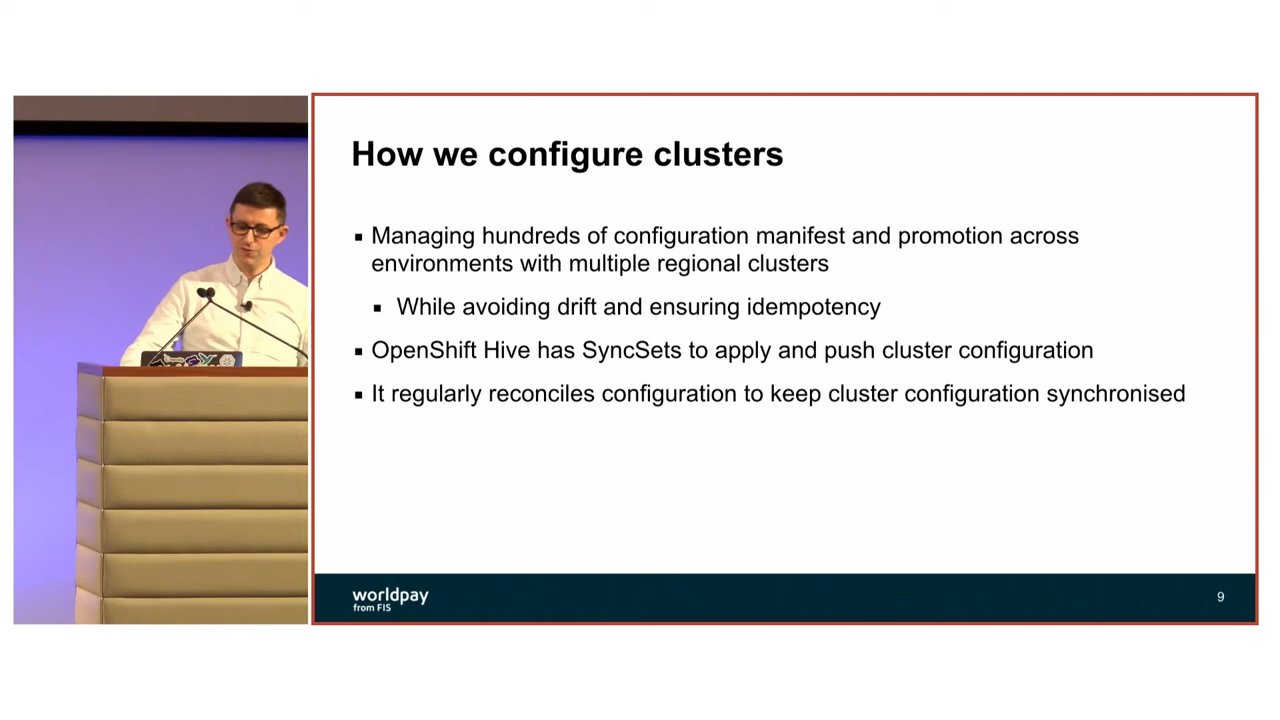 How we configure clusters
Managing hundreds of configuration manifest and promotion across
environments with multiple regional clusters
While avoiding drift and ensuring idempotency
OpenShift Hive has SyncSets to apply and push cluster configuration
It regularly reconciles configuration to keep cluster configuration synchronised
worldpay
from FIS
9